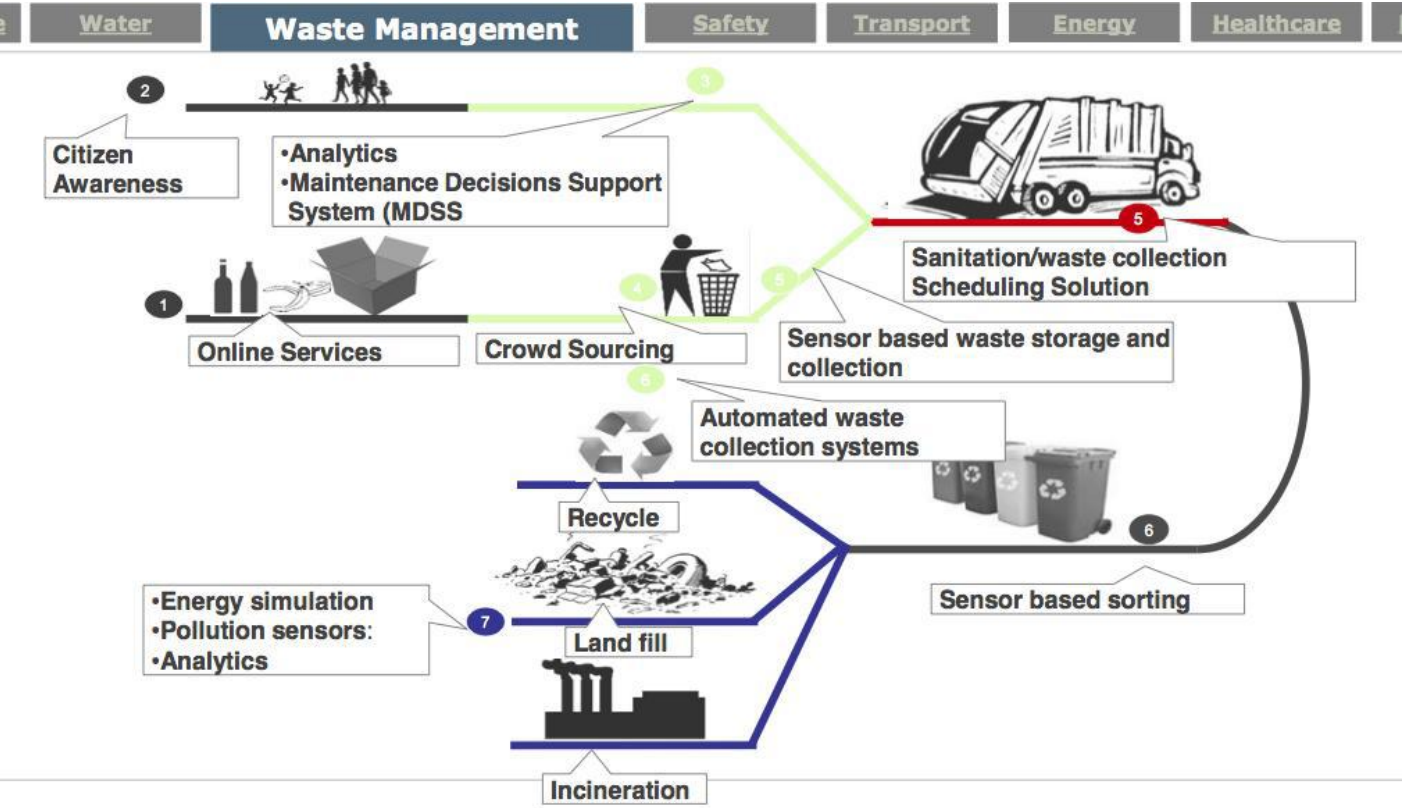 Water
Waste Management
Safety
Transport
Energy
Healthcare
2
3
Citizen
Awareness
•Analytics
•Maintenance Decisions Support
System (MDSS
5
Sanitation/waste collection
Scheduling Solution
1
4
5
Online Services
Crowd Sourcing
Sensor based waste storage and
collection
6
Automated waste
collection systems
Recycle
6
Sensor based sorting
•Energy simulation
•Pollution sensors:
•Analytics
7
Land fill
Incineration